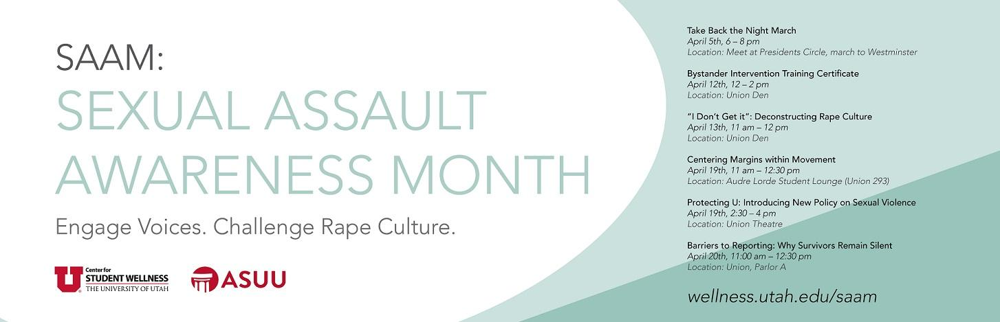 SAAM:
SEXUAL ASSAULT
AWARENESS MONTH
Engage Voices. Challenge Rape Culture.
U
Center for
STUDENT WELLNESS
THE UNIVERSITY OF UTAH
ASUU
Take Back the Night March
April 5th, 6 – 8 pm
Location: Meet at Presidents Circle, march to Westminster
Bystander Intervention Training Certificate
April 12th, 12 – 2 pm
Location: Union Den
“I Don’t Get it”: Deconstructing Rape Culture
April 13th, 11 am – 12 pm
Location: Union Den
Centering Margins within Movement
April 19th, 11 am – 12:30 pm
Location: Audre Lorde Student Lounge (Union 293)
Protecting U: Introducing New Policy on Sexual Violence
April 19th, 2:30 – 4 pm
Location: Union Theatre
Barriers to Reporting: Why Survivors Remain Silent
April 20th, 11:00 am – 12:30 pm
Location: Union, Parlor A
wellness.utah.edu/saam